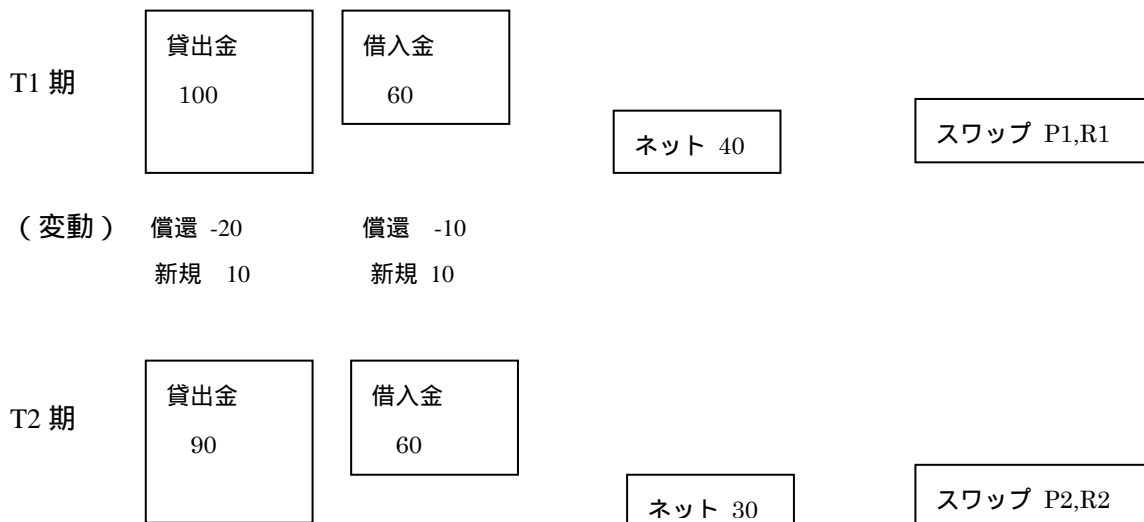 貸出金 借入金
T1 期 100 60
ネット 40 スワップ P1,R1
（変動） 償還 -20 償還 -10
新規 10 新規 10
貸出金 借入金
T2 期 90 60
ネット 30 スワップ P2,R2